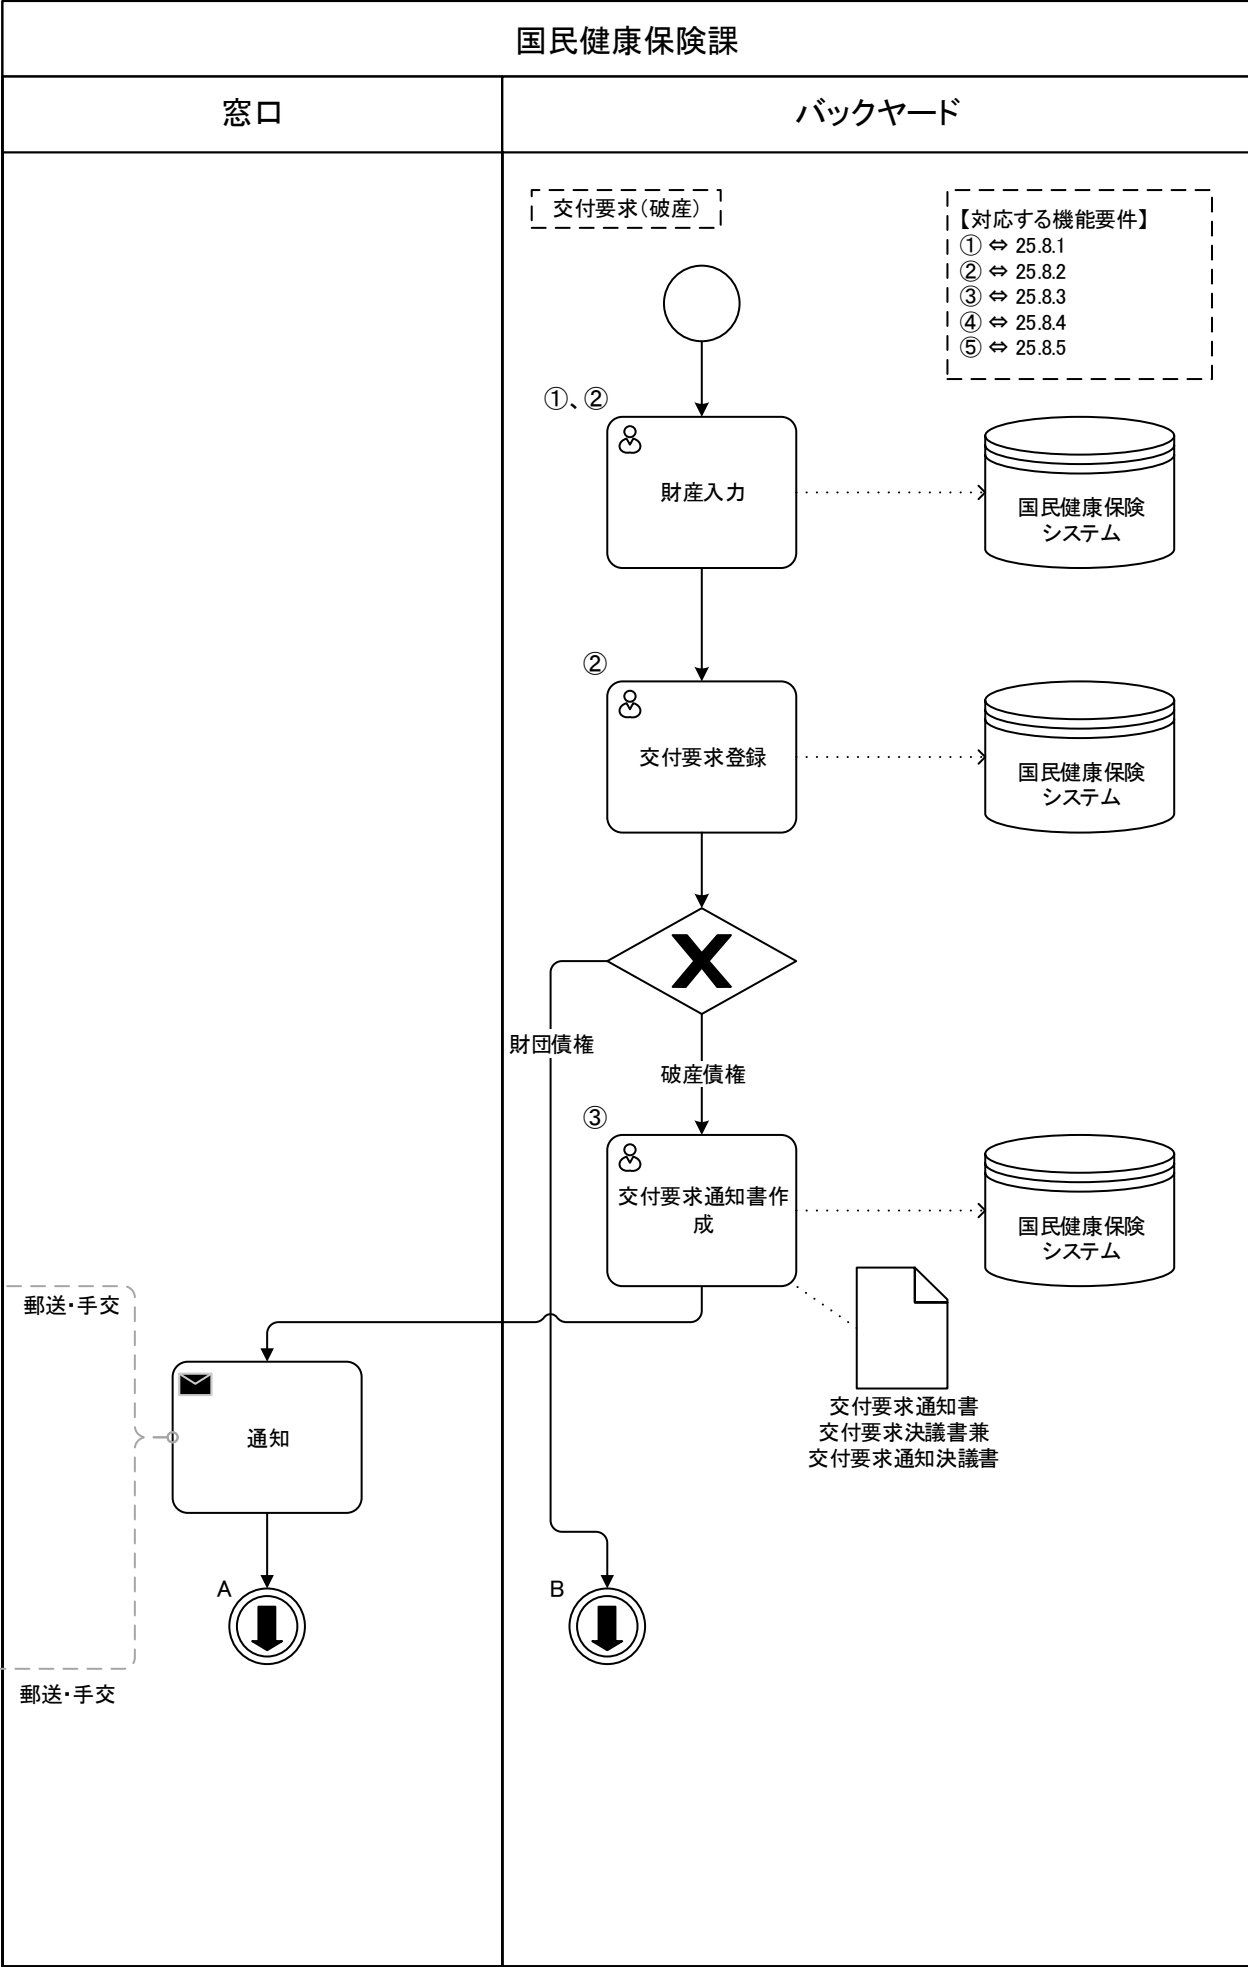 国民健康保険課
窓口
バックヤード
交付要求(破産)
【対応する機能要件】
① ⇔ 25.8.1
② ⇔ 25.8.2
③ ⇔ 25.8.3
④ ⇔ 25.8.4
⑤ ⇔ 25.8.5
①、②
財産入力
国民健康保険
システム
②
交付要求登録
国民健康保険
システム
財団債権
破産債権
③
交付要求通知書作
成
国民健康保険
システム
郵送・手交
通知
交付要求通知書
交付要求決議書兼
交付要求通知決議書
A
B
郵送・手交